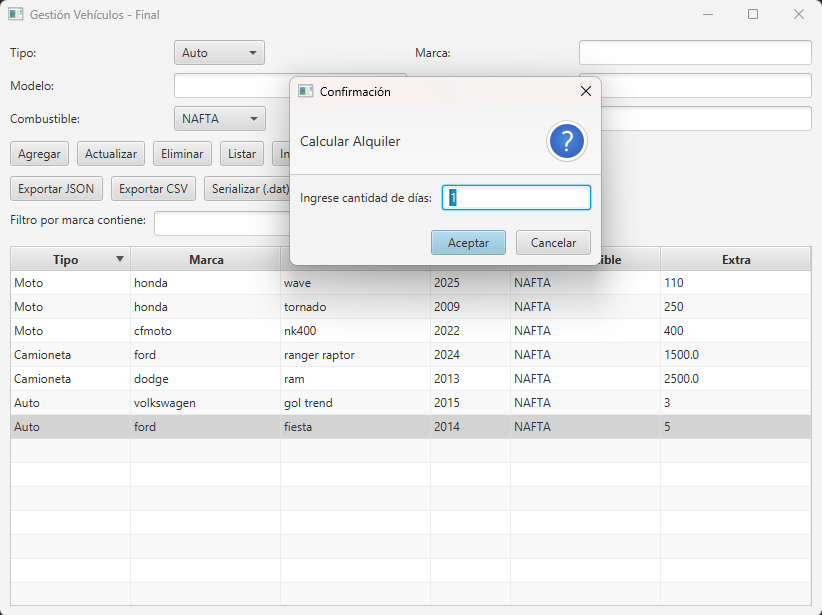 Gestión Vehículos - Final
Tipo: Auto Marca:
Modelo:
Combustible: NAFTA
Agregar Actualizar Eliminar Listar
Exportar JSON Exportar CSV Serializar (.dat)
Filtro por marca contiene:
Confirmación
Calcular Alquiler
?
Ingrese cantidad de días: 1
Aceptar Cancelar
Tipo Marca Extra
Moto honda wave 2025 NAFTA 110
Moto honda tornado 2009 NAFTA 250
Moto cfmoto nk400 2022 NAFTA 400
Camioneta ford ranger raptor 2024 NAFTA 1500.0
Camioneta dodge ram 2013 NAFTA 2500.0
Auto volkswagen gol trend 2015 NAFTA 3
Auto ford fiesta 2014 NAFTA 5